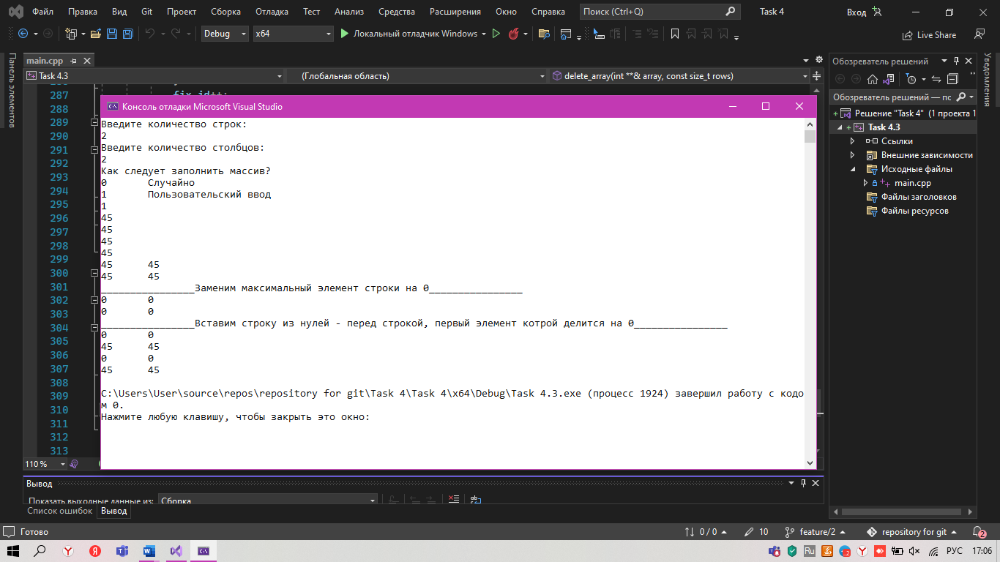 Файл Правка Вид Git Проект Сборка Отладка Тест Анализ Средства Расширения Окно Справка Поиск (Ctrl+Q) Task 4 Вход
Debug x64 Локальный отладчик Windows Live Share
Панель элементов
main.cpp
Task 4.3 (Глобальная область) delete_array(int **& array, const size_t rows)
287 fix_id++;
288
289
290
291
292
293
294
295
296
297
298
299
300
301
302
303
304
305
306
307
308
309
310
311
312
313
Консоль отладки Microsoft Visual Studio
Введите количество строк:
2
Введите количество столбцов:
2
Как следует заполнить массив?
0 Случайно
1 Пользовательский ввод
1
45
45
45
45
45 45
45 45
________________Заменим максимальный элемент строки на 0________________
0 0
0 0
________________Вставим строку из нулей - перед строкой, первый элемент котрой делится на 0________________
0 0
45 45
0 0
45 45
C:\Users\User\source\repos\repository for git\Task 4\Task 4\x64\Debug\Task 4.3.exe (процесс 1924) завершил работу с кодо
м 0.
Нажмите любую клавишу, чтобы закрыть это окно:
110 %
Обозреватель решений
Обозреватель решений — пс
Решение "Task 4" (1 проекта 1
Task 4.3
Ссылки
Внешние зависимости
Исходные файлы
main.cpp
Файлы заголовков
Файлы ресурсов
Уведомления
Вывод
Показать выходные данные из: Сборка
Список ошибок Вывод
Готово 0 / 0 10 feature/2 repository for git 2
Ru РУС 17:06